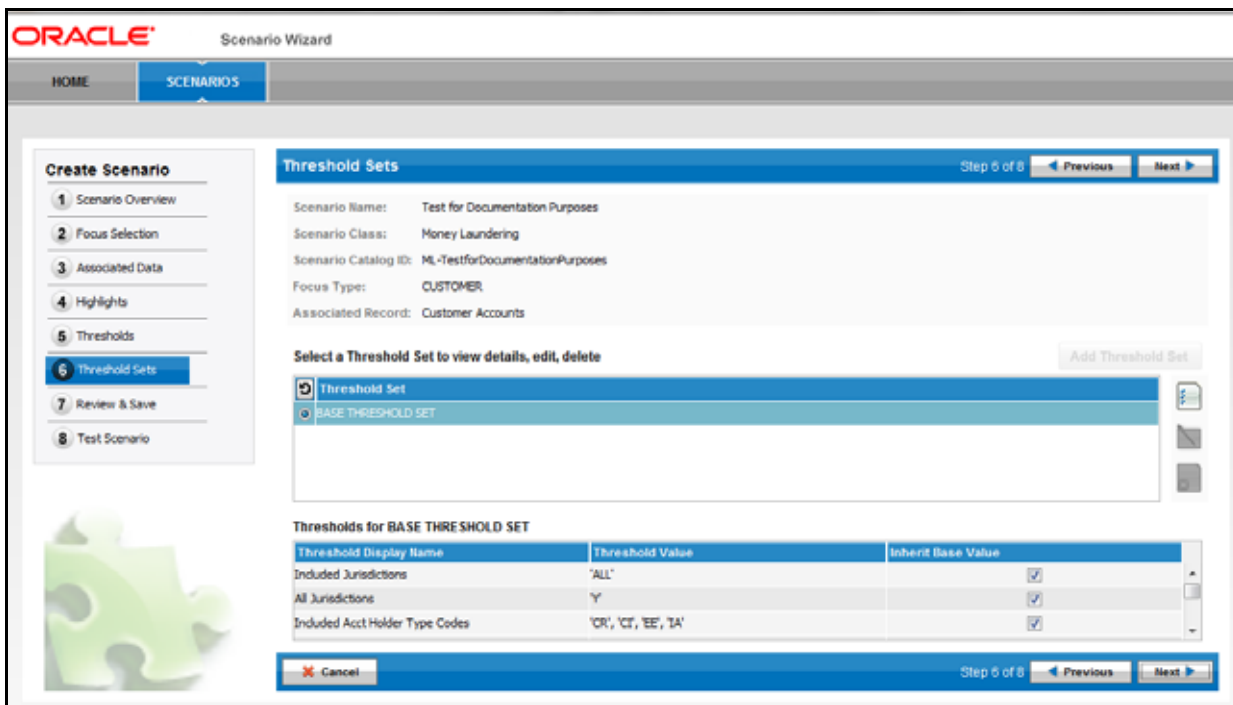 ORACLE Scenario Wizard
HOME SCENARIOS
Create Scenario
1 Scenario Overview
2 Focus Selection
3 Associated Data
4 Highlights
5 Thresholds
6 Threshold Sets
7 Review & Save
8 Test Scenario
Threshold Sets Step 6 of 8 Previous Next
Scenario Name: Test for Documentation Purposes
Scenario Class: Money Laundering
Scenario Catalog ID: ML-TestforDocumentationPurposes
Focus Type: CUSTOMER
Associated Record: Customer Accounts
Select a Threshold Set to view details, edit, delete Add Threshold Set
Threshold Set
BASE THRESHOLD SET
Thresholds for BASE THRESHOLD SET
Threshold Display Name Threshold Value Inherit Base Value
Included Jurisdictions 'ALL'
All Jurisdictions 'Y'
Included Acct Holder Type Codes 'CR', 'CI', 'EE', 'IA'
Cancel Step 6 of 8 Previous Next